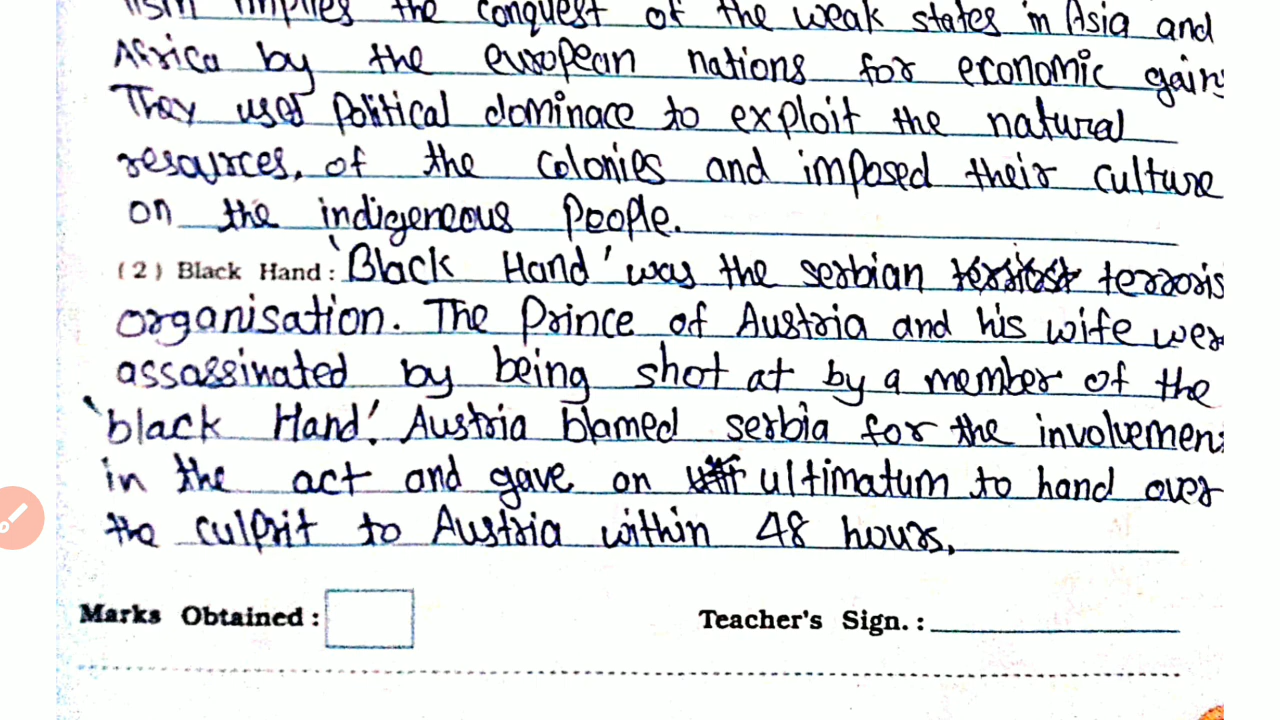 implies the conquest of the weak states in Asia and
Africa by the european nations for economic gain
They used Political dominace to exploit the natural
resources, of the colonies and imposed their culture
on the indigeneous People.
(2) Black Hand: 'Black Hand' was the serbian terroris
organisation. The Prince of Austria and his wife wer
assassinated by being shot at by a member of the
'black Hand'. Austria blamed serbia for the involvemen
in the act and gave an ultimatum to hand over
the culprit to Austria within 48 hours.
Marks Obtained :
Teacher's Sign. :